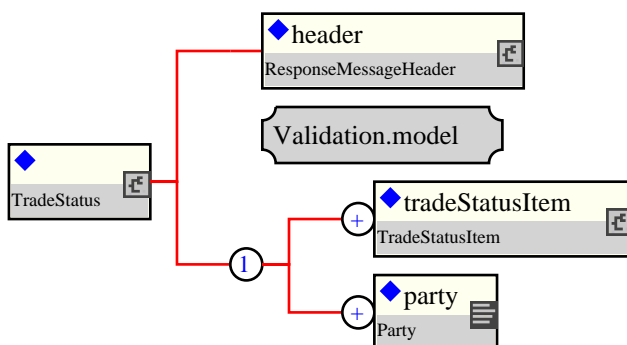 header
ResponseMessageHeader
Validation.model
TradeStatus
+
tradeStatusItem
TradeStatusItem
1
+
party
Party